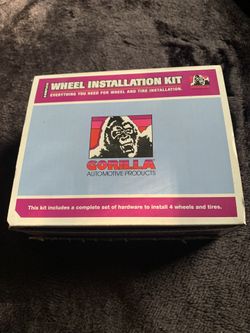 WHEEL INSTALLATION KIT
EVERYTHING YOU NEED FOR WHEEL AND TIRE INSTALLATION.
GORILLA
AUTOMOTIVE PRODUCTS
This kit includes a complete set of hardware to install 4 wheels and tires.